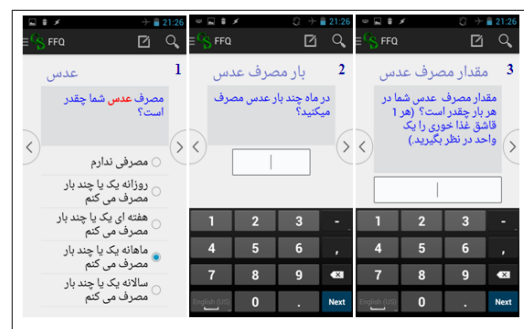 21:26
FFQ
عدس
1
مصرف عدس شما چقدر
است؟
مصرفی ندارم
روزانه یک یا چند بار
مصرف می کنم
هفته ای یک یا چند بار
مصرف می کنم
ماهانه یک یا چند بار
مصرف می کنم
سالانه یک یا چند بار
مصرف می کنم
21:26
FFQ
بار مصرف عدس
2
در ماه چند بار عدس مصرف
میکنید؟
1 2 3 -
4 5 6 ,
7 8 9
English (US) 0 . Next
21:26
FFQ
مقدار مصرف عدس
3
مقدار مصرف عدس شما در
هر بار چقدر است؟ (هر 1
قاشق غذا خوری را یک
واحد در نظر بگیرید.)
1 2 3 -
4 5 6 ,
7 8 9
English (US) 0 . Next